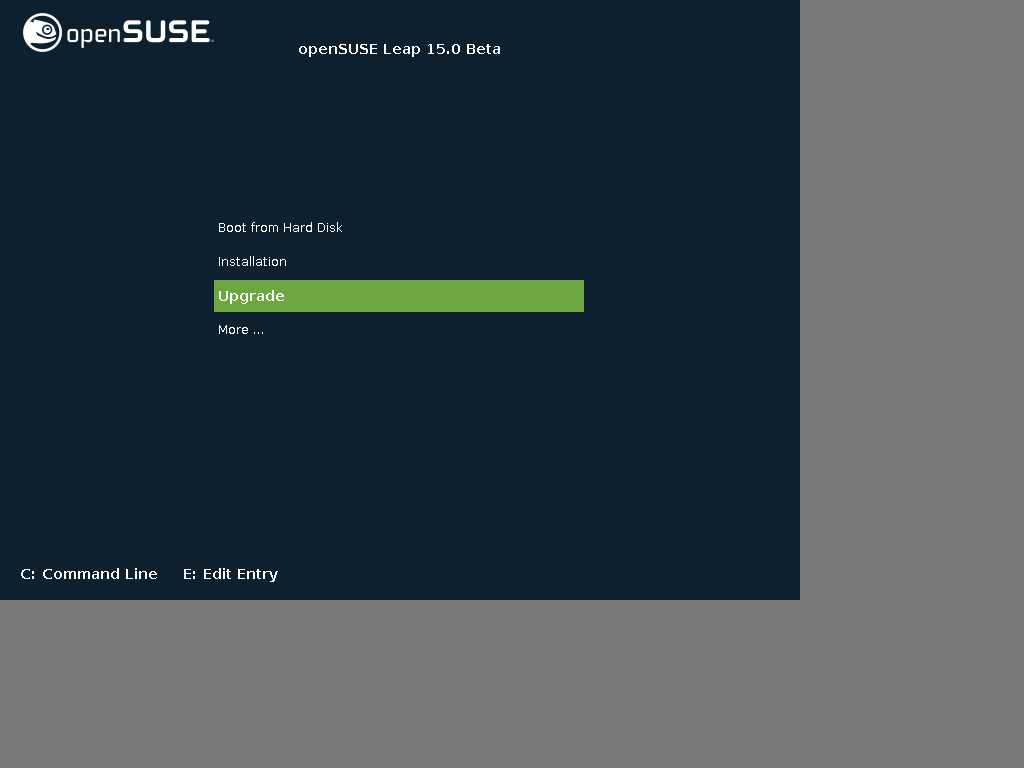 openSUSE.
openSUSE Leap 15.0 Beta
Boot from Hard Disk
Installation
Upgrade
More ...
C: Command Line E: Edit Entry